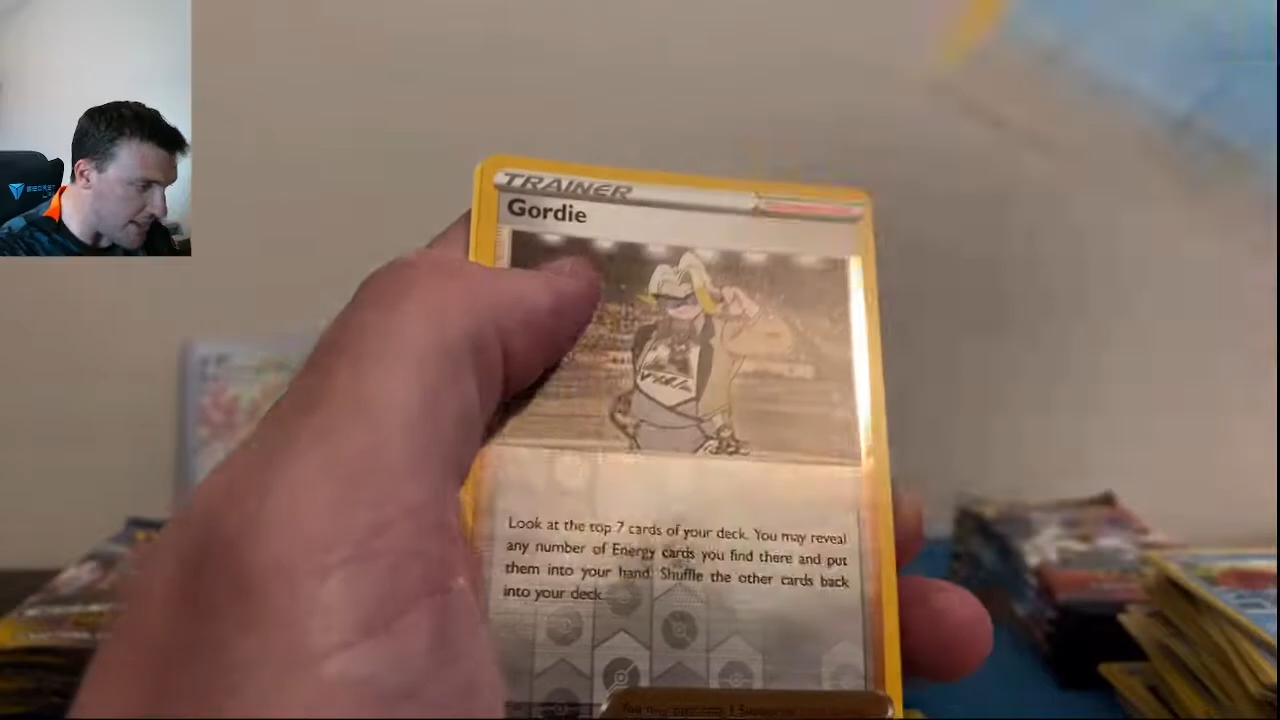 TRAINER
Gordie
Look at the top 7 cards of your deck. You may reveal
any number of Energy cards you find there and put
them into your hand. Shuffle the other cards back
into your deck.